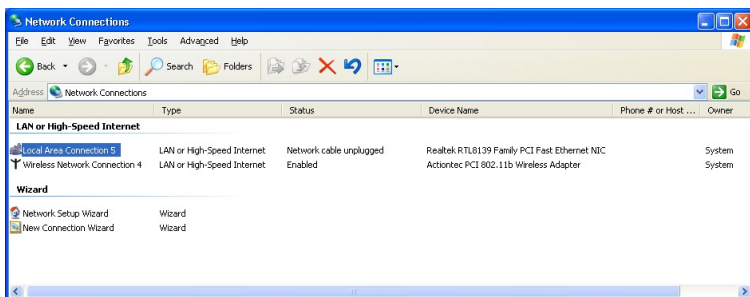 Network Connections
File Edit View Favorites Tools Advanced Help
Back Search Folders
Address Network Connections Go
Name Type Status Device Name Phone # or Host ... Owner
LAN or High-Speed Internet
Local Area Connection 5 LAN or High-Speed Internet Network cable unplugged Realtek RTL8139 Family PCI Fast Ethernet NIC System
Wireless Network Connection 4 LAN or High-Speed Internet Enabled Actiontec PCI 802.11b Wireless Adapter System
Wizard
Network Setup Wizard Wizard
New Connection Wizard Wizard